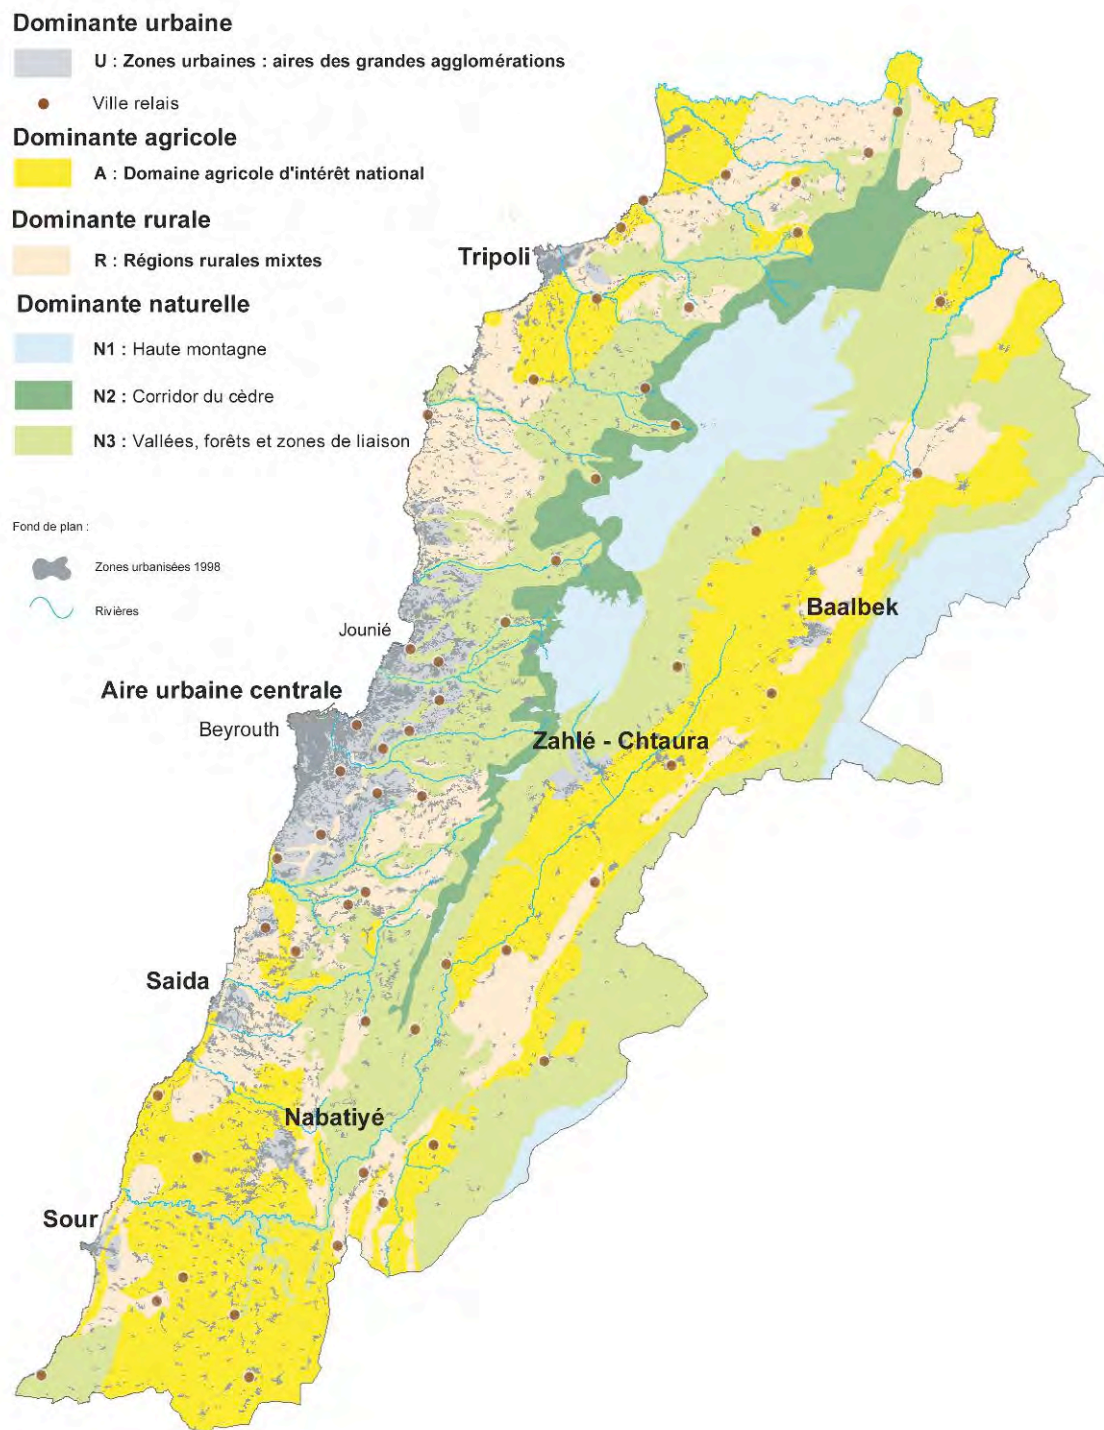 Dominante urbaine
U : Zones urbaines : aires des grandes agglomérations
Ville relais
Dominante agricole
A : Domaine agricole d'intérêt national
Dominante rurale
R : Régions rurales mixtes
Dominante naturelle
N1 : Haute montagne
N2 : Corridor du cèdre
N3 : Vallées, forêts et zones de liaison
Fond de plan :
Zones urbanisées 1998
Rivières
Tripoli
Baalbek
Jounié
Aire urbaine centrale
Beyrouth
Zahlé - Chtaura
Saida
Nabatiyé
Sour